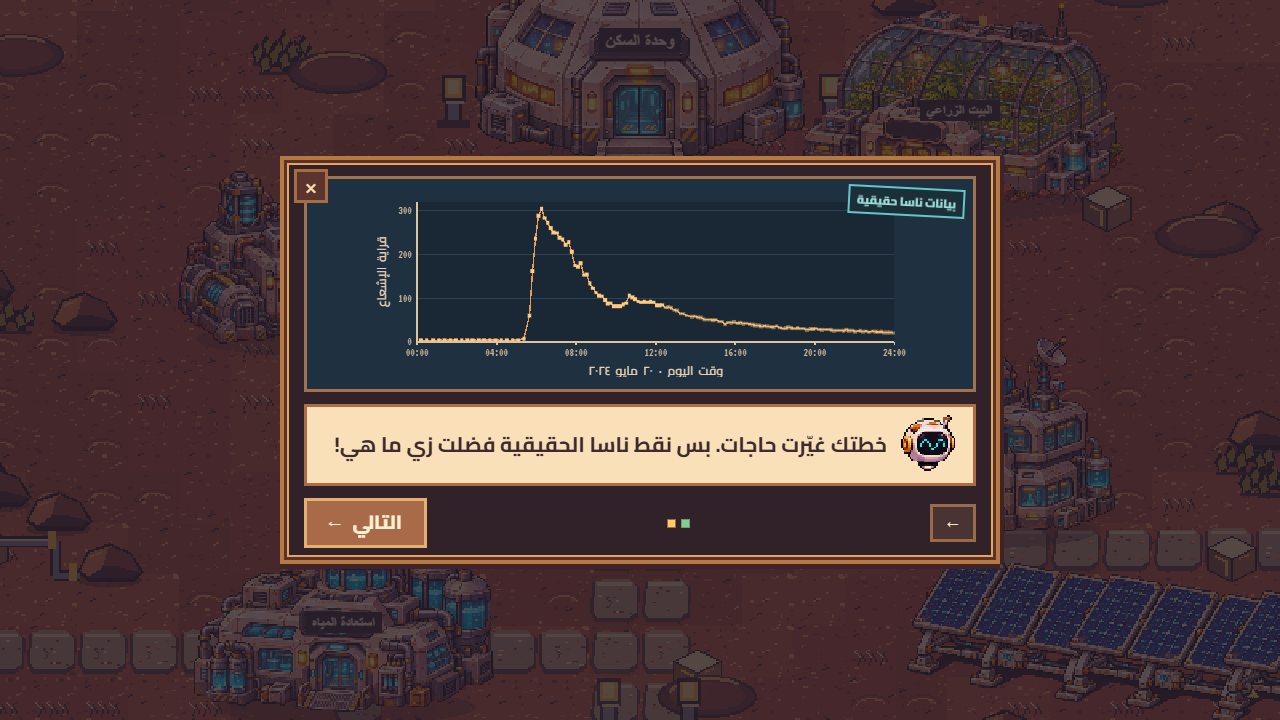 وحدة السكن
البيت الزراعي
×
بيانات ناسا حقيقية
قراية الإشعاع
300
200
100
0
00:00
04:00
08:00
12:00
16:00
20:00
24:00
وقت اليوم · ٢٠ مايو ٢٠٢٤
خطتك غيّرت حاجات. بس نقط ناسا الحقيقية فضلت زي ما هي!
←
التالي ←
استعادة المياه